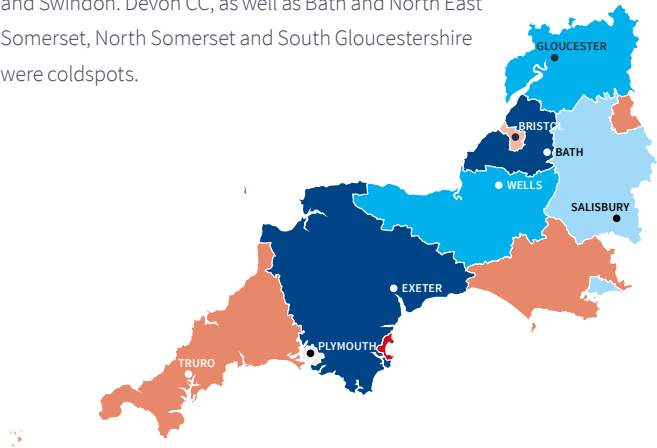 and Swindon. Devon CC, as well as Bath and North East
Somerset, North Somerset and South Gloucestershire
were coldspots.
GLOUCESTER
BRISTOL
BATH
WELLS
SALISBURY
EXETER
PLYMOUTH
TRURO